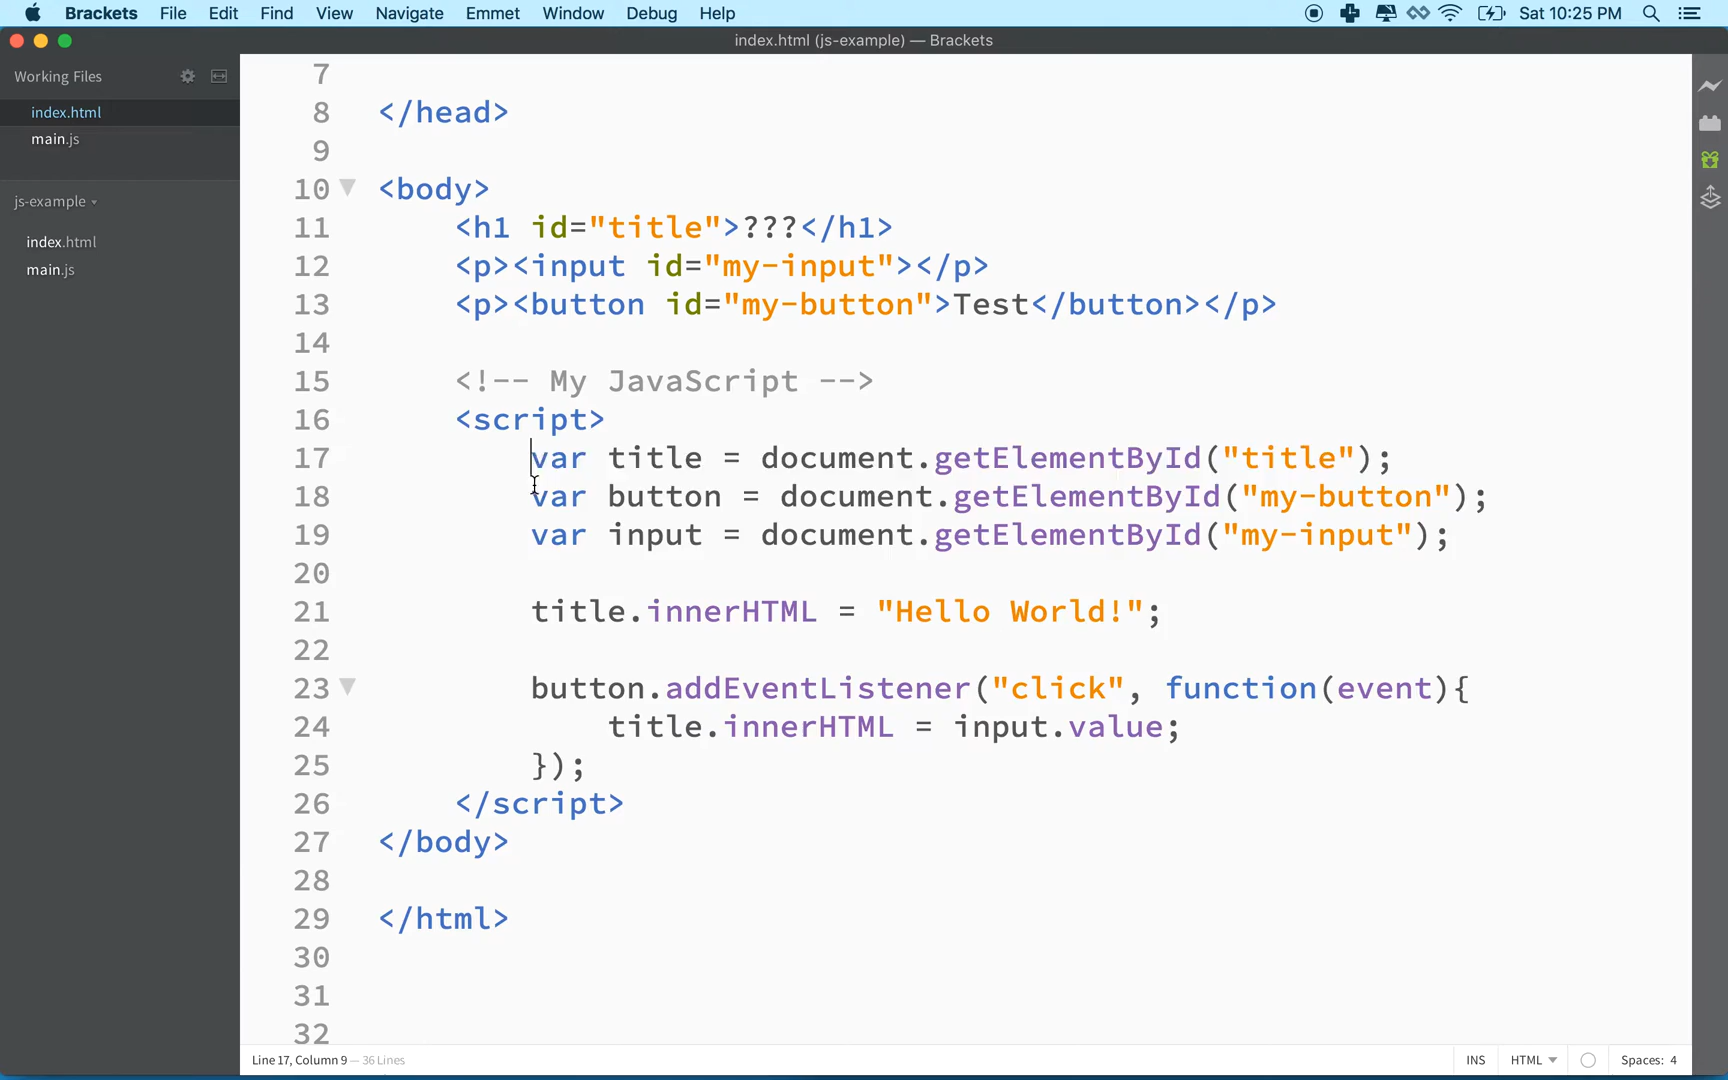 Brackets File Edit Find View Navigate Emmet Window Debug Help Sat 10:25 PM
index.html (js-example) — Brackets
Working Files
index.html
main.js
js-example
index.html
main.js
7
8 </head>
9
10 <body>
11 <h1 id="title">???</h1>
12 <p><input id="my-input"></p>
13 <p><button id="my-button">Test</button></p>
14
15 <!-- My JavaScript -->
16 <script>
17 var title = document.getElementById("title");
18 var button = document.getElementById("my-button");
19 var input = document.getElementById("my-input");
20
21 title.innerHTML = "Hello World!";
22
23 button.addEventListener("click", function(event){
24 title.innerHTML = input.value;
25 });
26 </script>
27 </body>
28
29 </html>
30
31
32
Line 17, Column 9 — 36 Lines INS HTML Spaces: 4